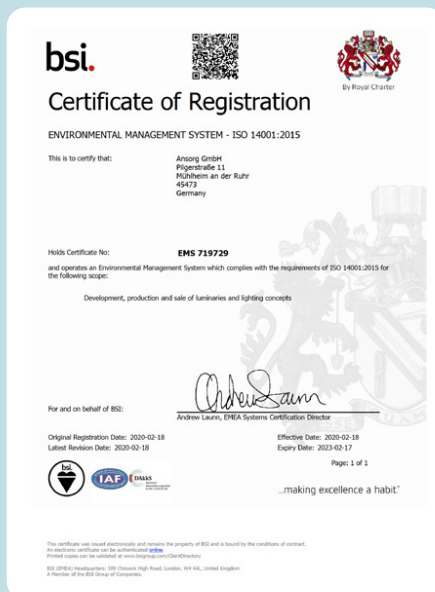 bsi.
By Royal Charter
Certificate of Registration
ENVIRONMENTAL MANAGEMENT SYSTEM - ISO 14001:2015
This is to certify that:
Ansorg GmbH
Pilgerstraße 11
Mühlheim an der Ruhr
45473
Germany
Holds Certificate No:
EMS 719729
and operates an Environmental Management System which complies with the requirements of ISO 14001:2015 for
the following scope:
Development, production and sale of luminaries and lighting concepts
For and on behalf of BSI:
Andrew Launn, EMEA Systems Certification Director
Original Registration Date: 2020-02-18
Effective Date: 2020-02-18
Latest Revision Date: 2020-02-18
Expiry Date: 2023-02-17
Page: 1 of 1
bsi.
IAF
DAkkS
...making excellence a habit.™
This certificate was issued electronically and remains the property of BSI and is bound by the conditions of contract.
An electronic certificate can be authenticated online.
Printed copies can be validated at www.bsigroup.com/ClientDirectory
BSI (EMEA) Headquarters: 389 Chiswick High Road, London, W4 4AL, United Kingdom
A Member of the BSI Group of Companies.